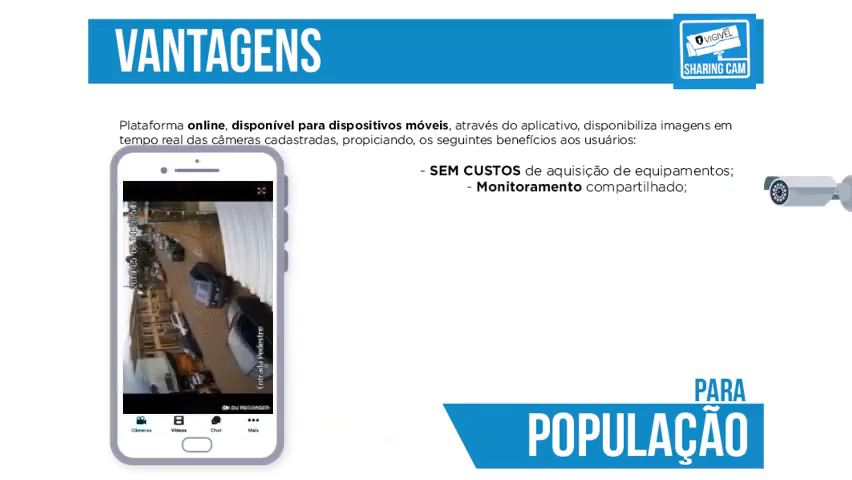 VANTAGENS
VIGIVEL
SHARING CAM
Plataforma online, disponível para dispositivos móveis, através do aplicativo, disponibiliza imagens em
tempo real das câmeras cadastradas, propiciando, os seguintes benefícios aos usuários:
- SEM CUSTOS de aquisição de equipamentos;
- Monitoramento compartilhado;
Entrada Pedestre
Câmeras
Vídeos
Chat
Mais
PARA
POPULAÇÃO